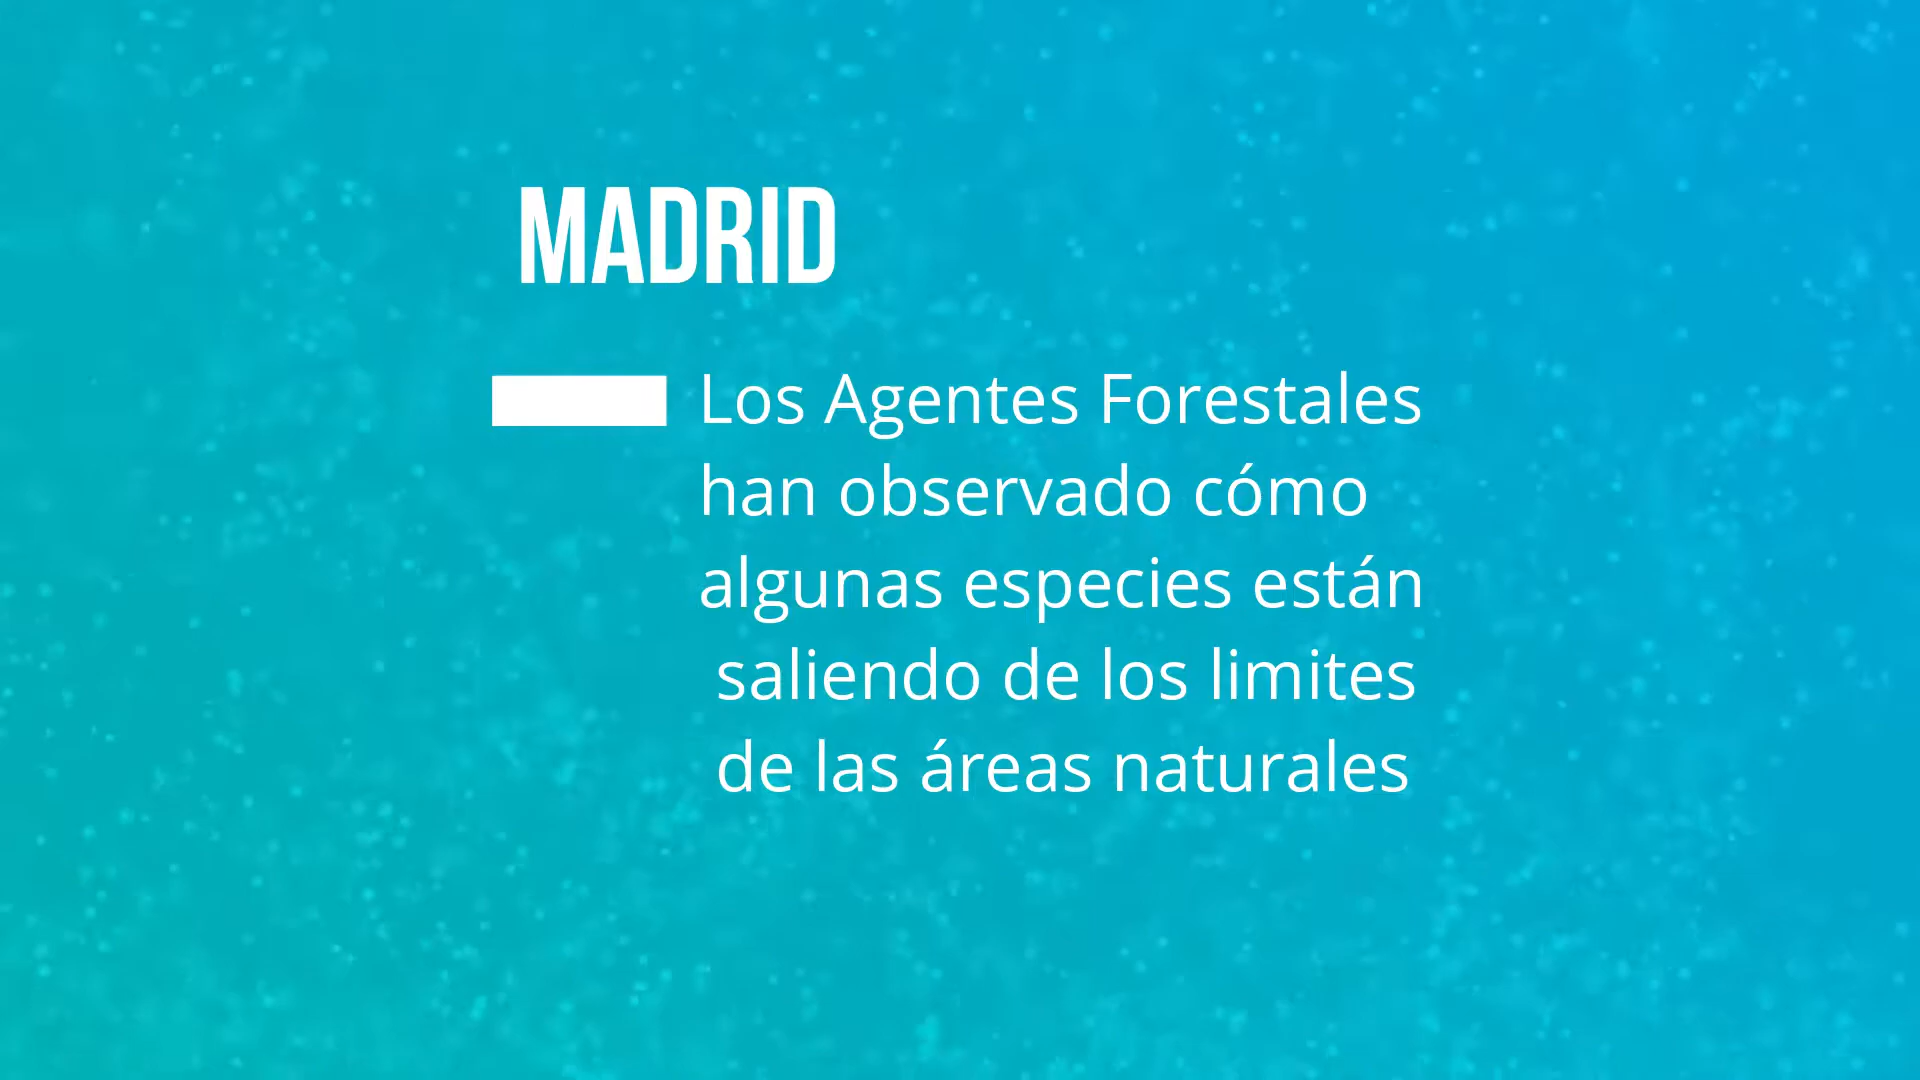 MADRID
Los Agentes Forestales
han observado cómo
algunas especies están
saliendo de los limites
de las áreas naturales